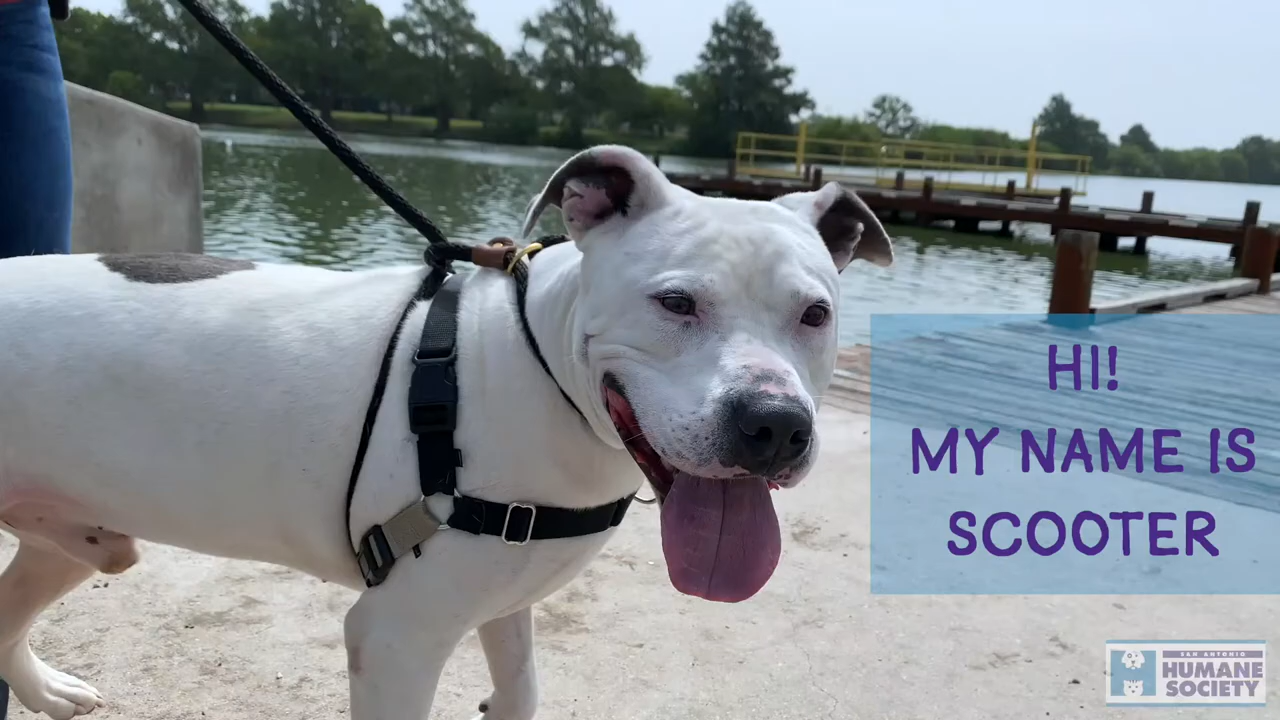 HI!
MY NAME IS
SCOOTER
SAN ANTONIO
HUMANE
SOCIETY